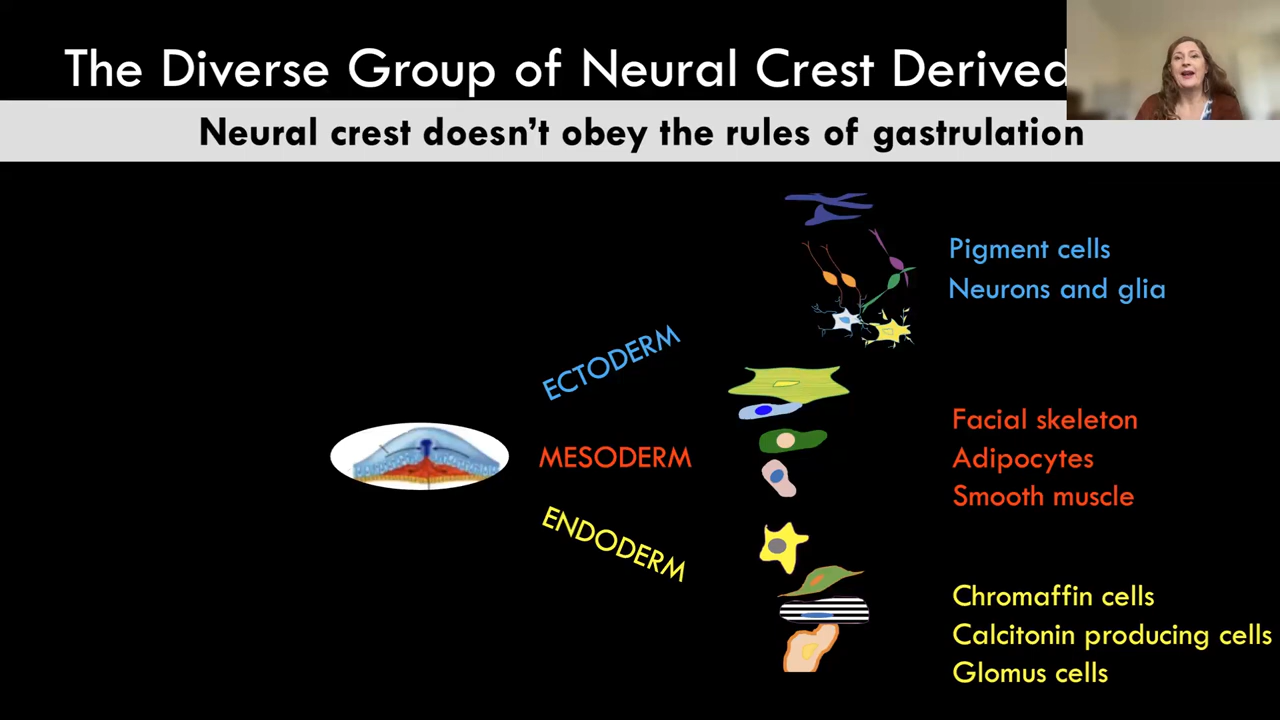 The Diverse Group of Neural Crest Derived
Neural crest doesn't obey the rules of gastrulation
Pigment cells
Neurons and glia
ECTODERM
MESODERM
ENDODERM
Facial skeleton
Adipocytes
Smooth muscle
Chromaffin cells
Calcitonin producing cells
Glomus cells